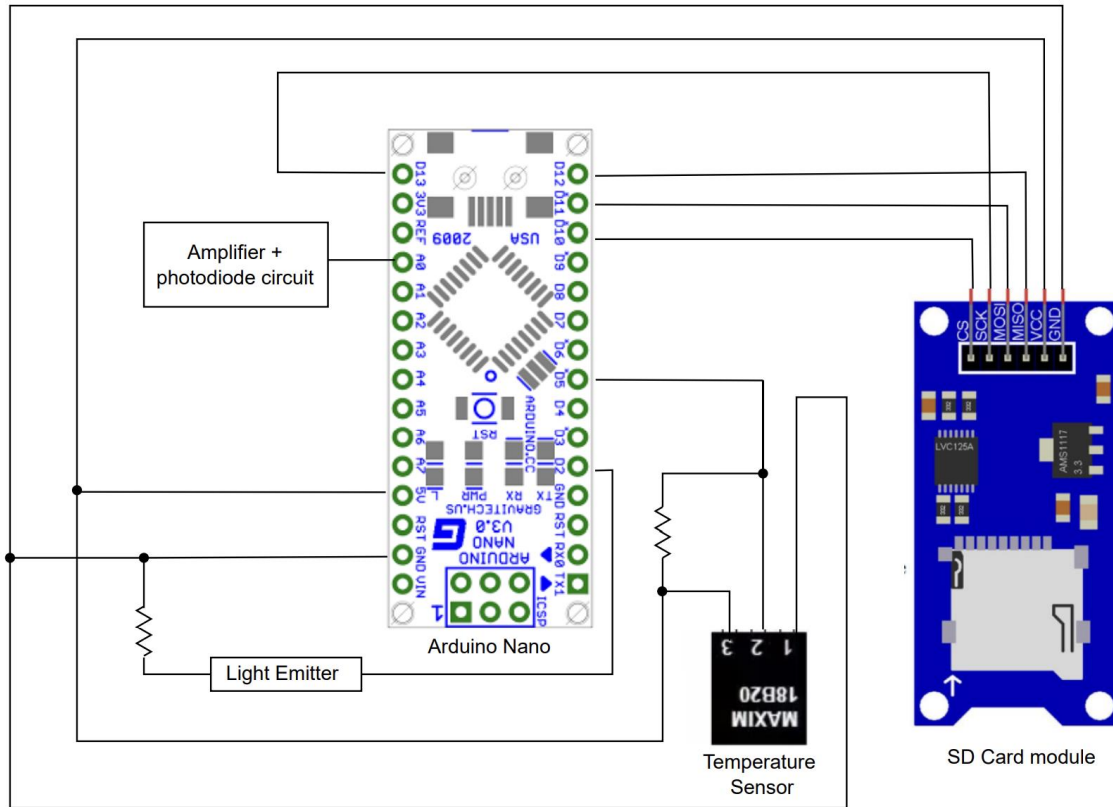 D13
3V3
REF
A0
A1
A2
A3
A4
A5
A6
A7
5V
RST
GND
VIN
D12
D11
D10
D9
D8
D7
D6
D5
D4
D3
D2
GND
RST
RX0
TX1
2009
USA
RST
ARDUINO.CC
L
PWR
RX
TX
GRAVITECH.US
ARDUINO
NANO
V3.0
1
ICSP
Arduino Nano
Amplifier +
photodiode circuit
Light Emitter
3 2 1
MAXIM
18B20
Temperature
Sensor
CS
SCK
MOSI
MISO
VCC
GND
LVC125A
AMS1117
3.3
SD Card module